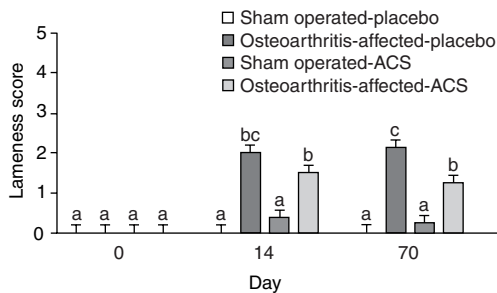 Sham operated-placebo
Osteoarthritis-affected-placebo
Sham operated-ACS
Osteoarthritis-affected-ACS
Lameness score
5
4
3
2
1
0
a a a a
a bc a b
a c a b
0 14 70
Day